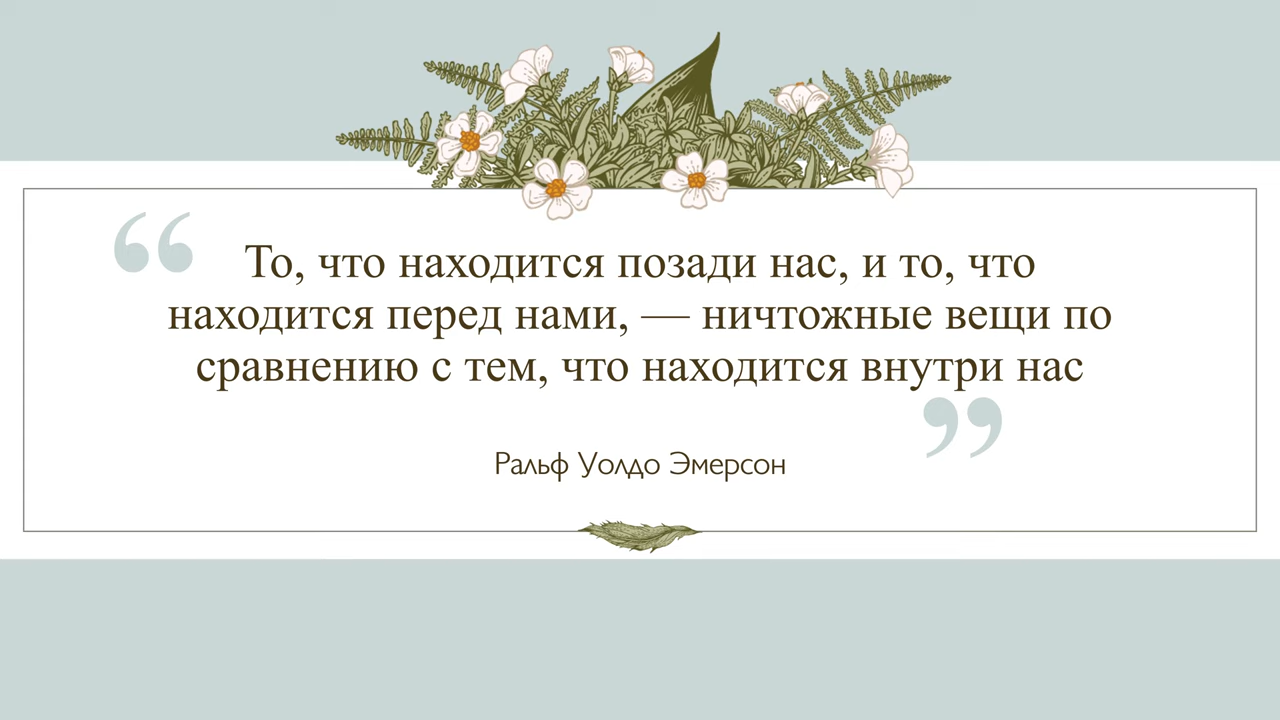 “
То, что находится позади нас, и то, что
находится перед нами, — ничтожные вещи по
сравнению с тем, что находится внутри нас
”
Ральф Уолдо Эмерсон